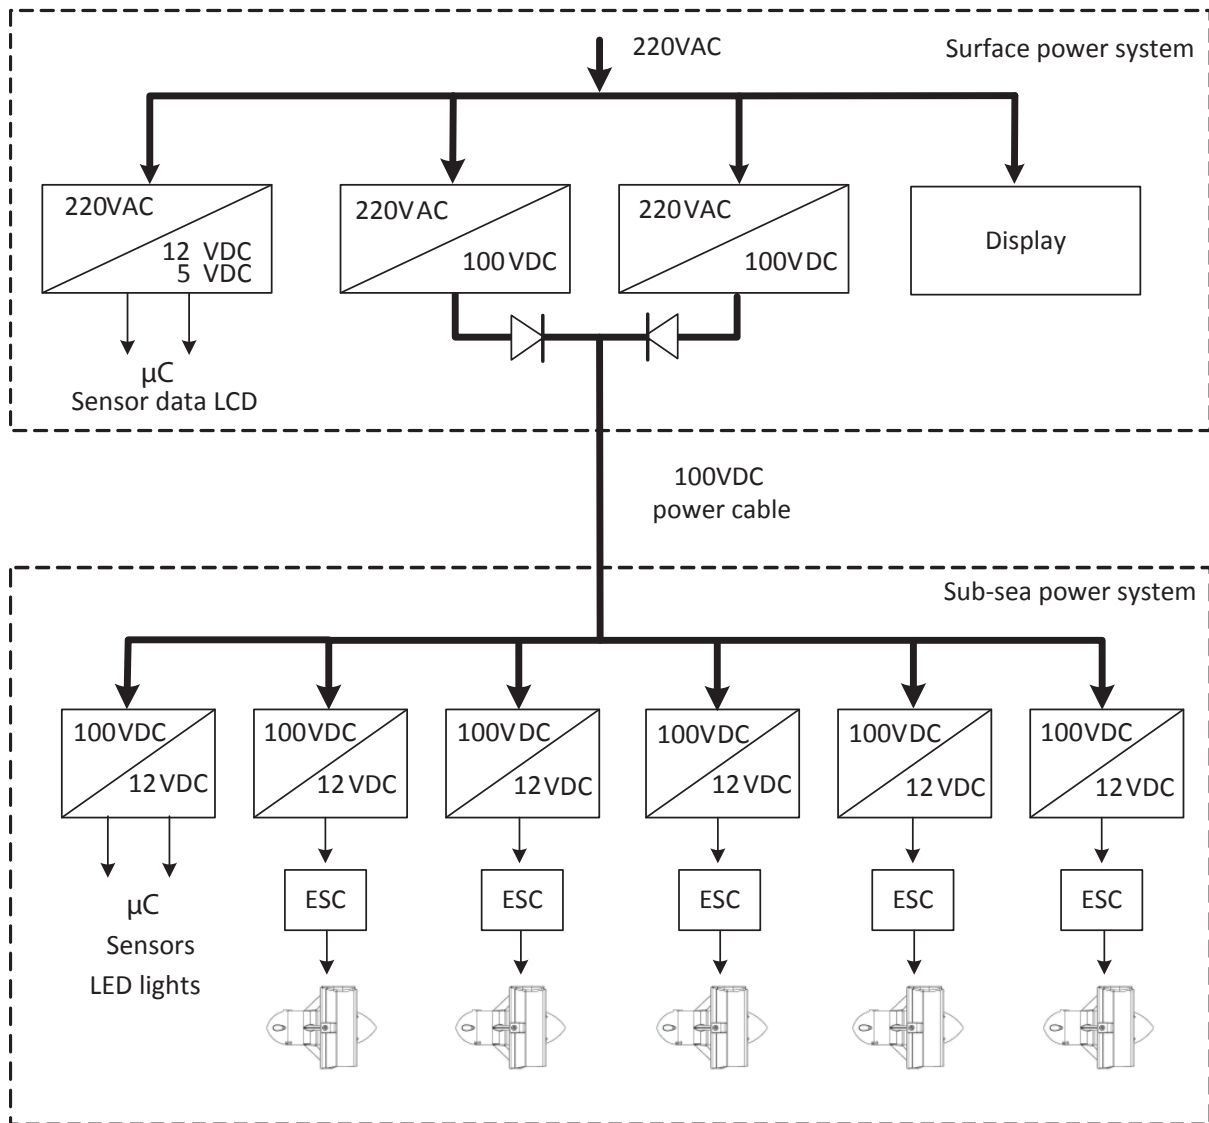 220VAC
Surface power system
220VAC
12 VDC
5 VDC
220VAC
100VDC
220VAC
100VDC
Display
µC
Sensor data LCD
100VDC
power cable
Sub-sea power system
100VDC
12VDC
100VDC
12VDC
100VDC
12VDC
100VDC
12VDC
100VDC
12VDC
100VDC
12VDC
µC
Sensors
LED lights
ESC
ESC
ESC
ESC
ESC